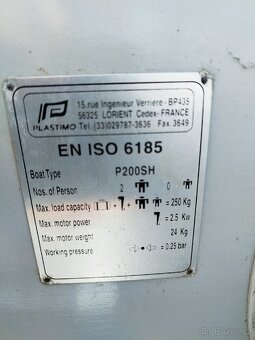 15,rue Ingenieur Verriere - BP435
56325 LORIENT Cedex- FRANCE
PLASTIMO Tel.(33)029787-3636 Fax.3649
EN ISO 6185
Boat Type P200SH
Nos. of Person 2 0
Max. load capacity - + = 250 Kg
Max. motor power = 2.5 Kw
Max. motor weight 24 Kg
Working pressure = 0.25 bar